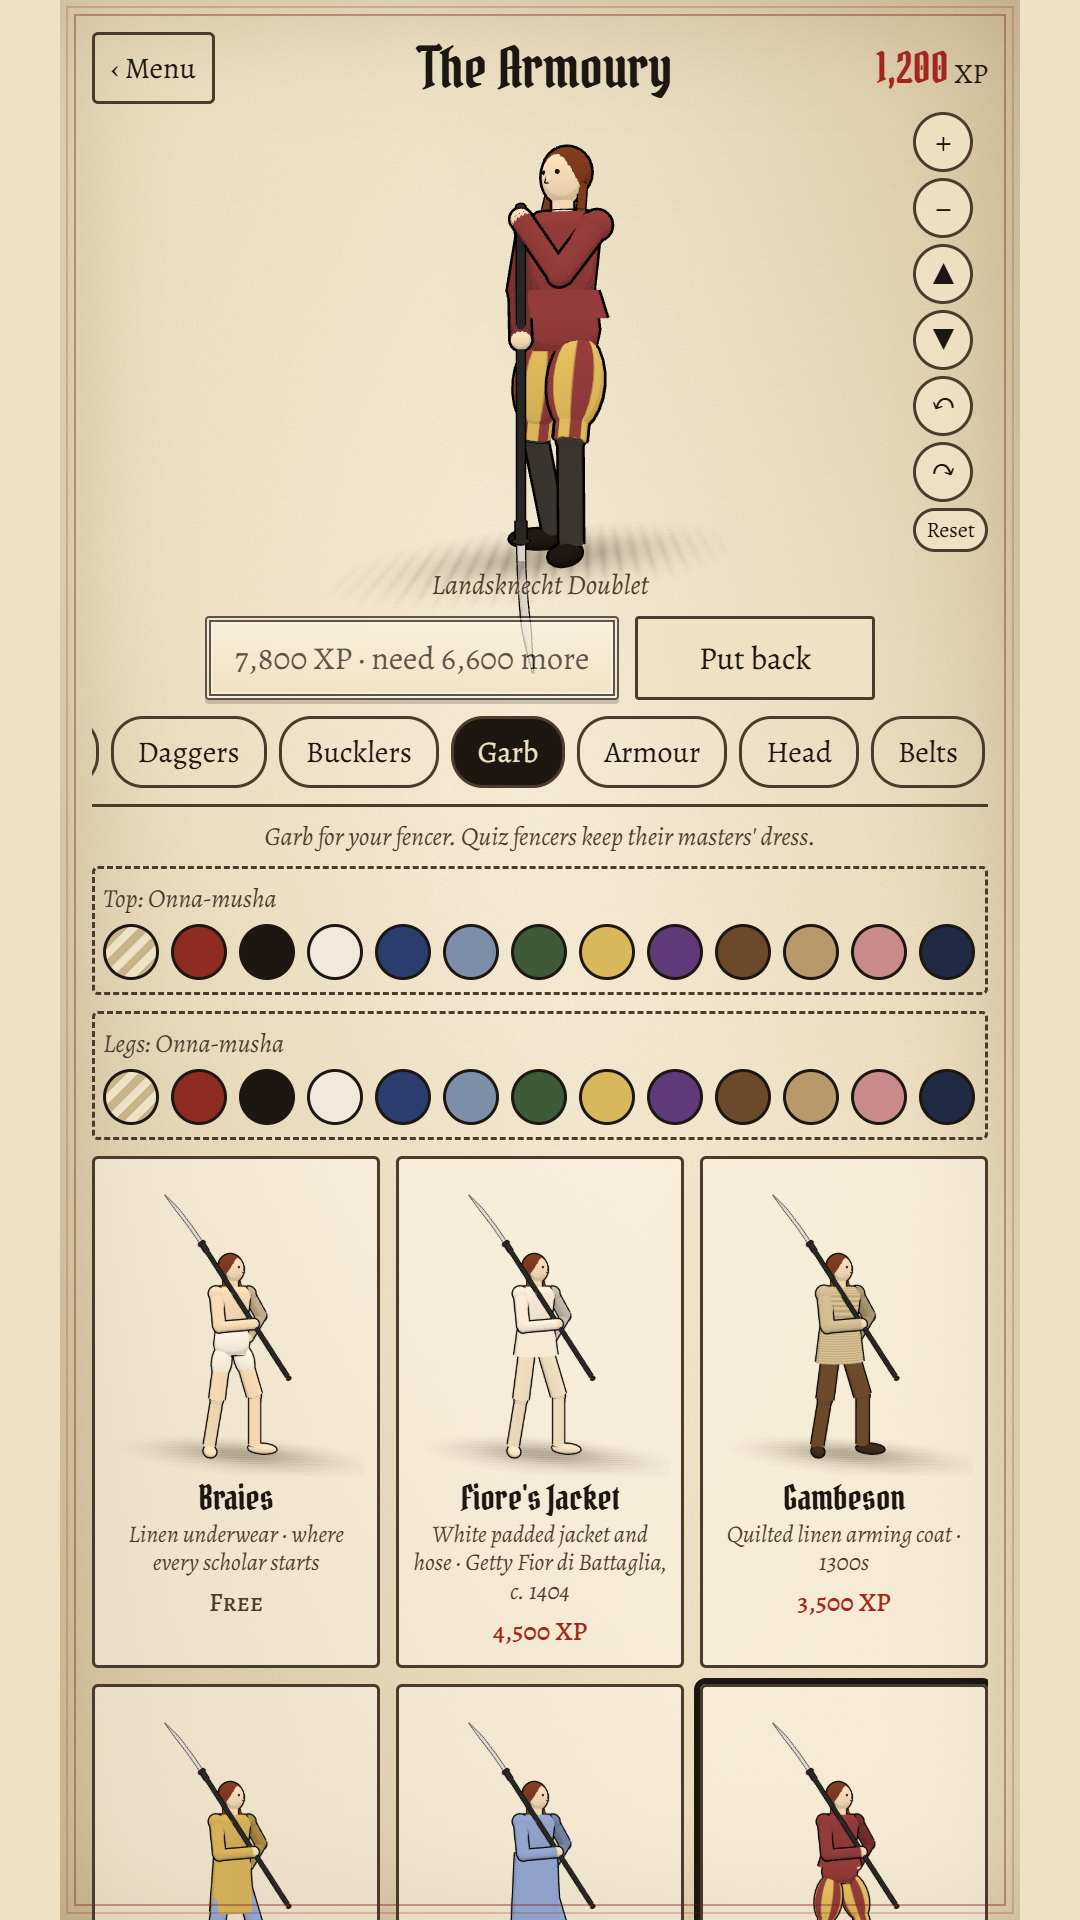 ‹ Menu
The Armoury
1,200 XP
+
−
▲
▼
↶
↷
Reset
Landsknecht Doublet
7,800 XP · need 6,600 more
Put back
Daggers
Bucklers
Garb
Armour
Head
Belts
Garb for your fencer. Quiz fencers keep their masters' dress.
Top: Onna-musha
Legs: Onna-musha
Braies
Linen underwear · where
every scholar starts
Free
Fiore's Jacket
White padded jacket and
hose · Getty Fior di Battaglia,
c. 1404
4,500 XP
Gambeson
Quilted linen arming coat ·
1300s
3,500 XP